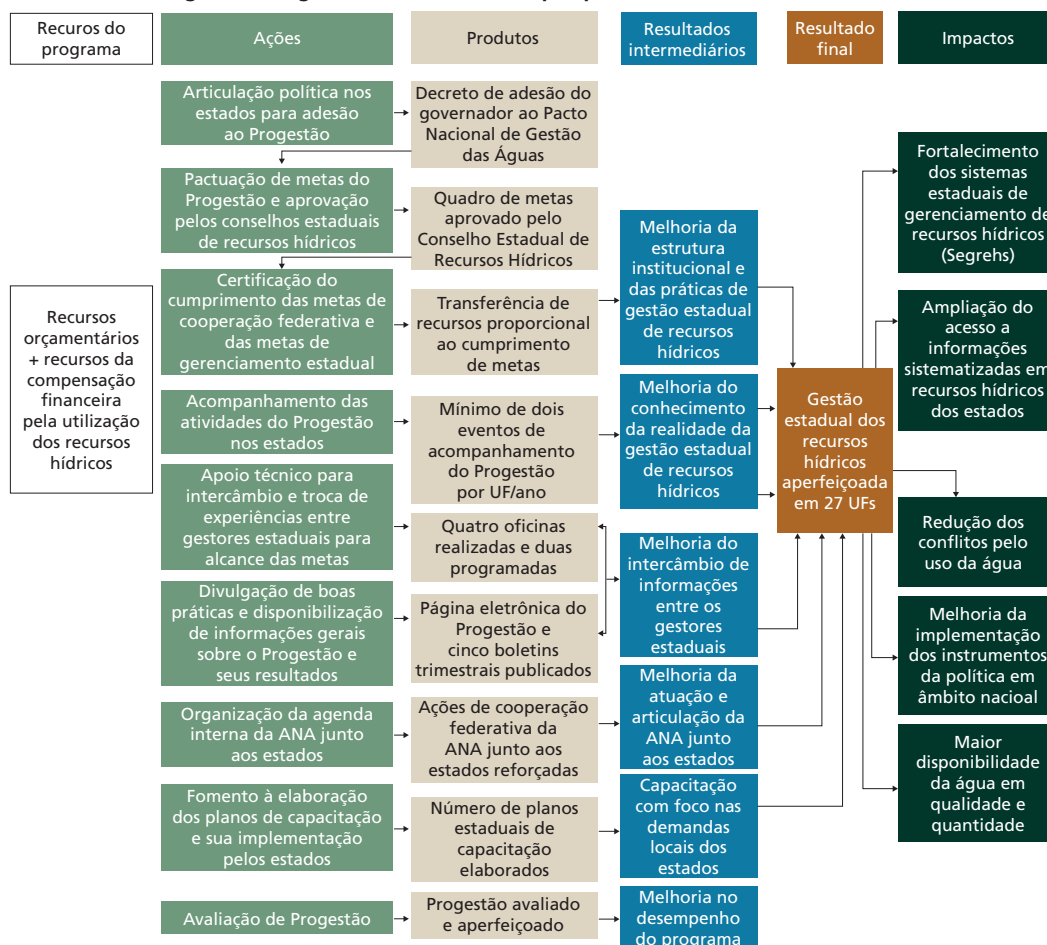 Recuros do
programa
Ações
Produtos
Resultados
intermediários
Resultado
final
Impactos
Recursos
orçamentários
+ recursos da
compensação
financeira
pela utilização
dos recursos
hídricos
Articulação política nos
estados para adesão
ao Progestão
Pactuação de metas do
Progestão e aprovação
pelos conselhos estaduais
de recursos hídricos
Certificação do
cumprimento das metas de
cooperação federativa e
das metas de
gerenciamento estadual
Acompanhamento das
atividades do Progestão
nos estados
Apoio técnico para
intercâmbio e troca de
experiências entre
gestores estaduais para
alcance das metas
Divulgação de boas
práticas e disponibilização
de informações gerais
sobre o Progestão e
seus resultados
Organização da agenda
interna da ANA junto
aos estados
Fomento à elaboração
dos planos de capacitação
e sua implementação
pelos estados
Avaliação de Progestão
Decreto de adesão do
governador ao Pacto
Nacional de Gestão
das Águas
Quadro de metas
aprovado pelo
Conselho Estadual de
Recursos Hídricos
Transferência de
recursos proporcional
ao cumprimento
de metas
Mínimo de dois
eventos de
acompanhamento
do Progestão
por UF/ano
Quatro oficinas
realizadas e duas
programadas
Página eletrônica do
Progestão e
cinco boletins
trimestrais publicados
Ações de cooperação
federativa da
ANA junto aos
estados reforçadas
Número de planos
estaduais de
capacitação
elaborados
Progestão avaliado
e aperfeiçoado
Melhoria da
estrutura
institucional e
das práticas de
gestão estadual
de recursos
hídricos
Melhoria do
conhecimento
da realidade da
gestão estadual
de recursos
hídricos
Melhoria do
intercâmbio de
informações
entre os
gestores
estaduais
Melhoria da
atuação e
articulação da
ANA junto aos
estados
Capacitação
com foco nas
demandas
locais dos
estados
Melhoria no
desempenho
do programa
Gestão
estadual dos
recursos
hídricos
aperfeiçoada
em 27 UFs
Fortalecimento
dos sistemas
estaduais de
gerenciamento de
recursos hídricos
(Segrehs)
Ampliação do
acesso a
informações
sistematizadas em
recursos hídricos
dos estados
Redução dos
conflitos pelo
uso da água
Melhoria da
implementação
dos instrumentos
da política em
âmbito nacioal
Maior
disponibilidade
da água em
qualidade e
quantidade